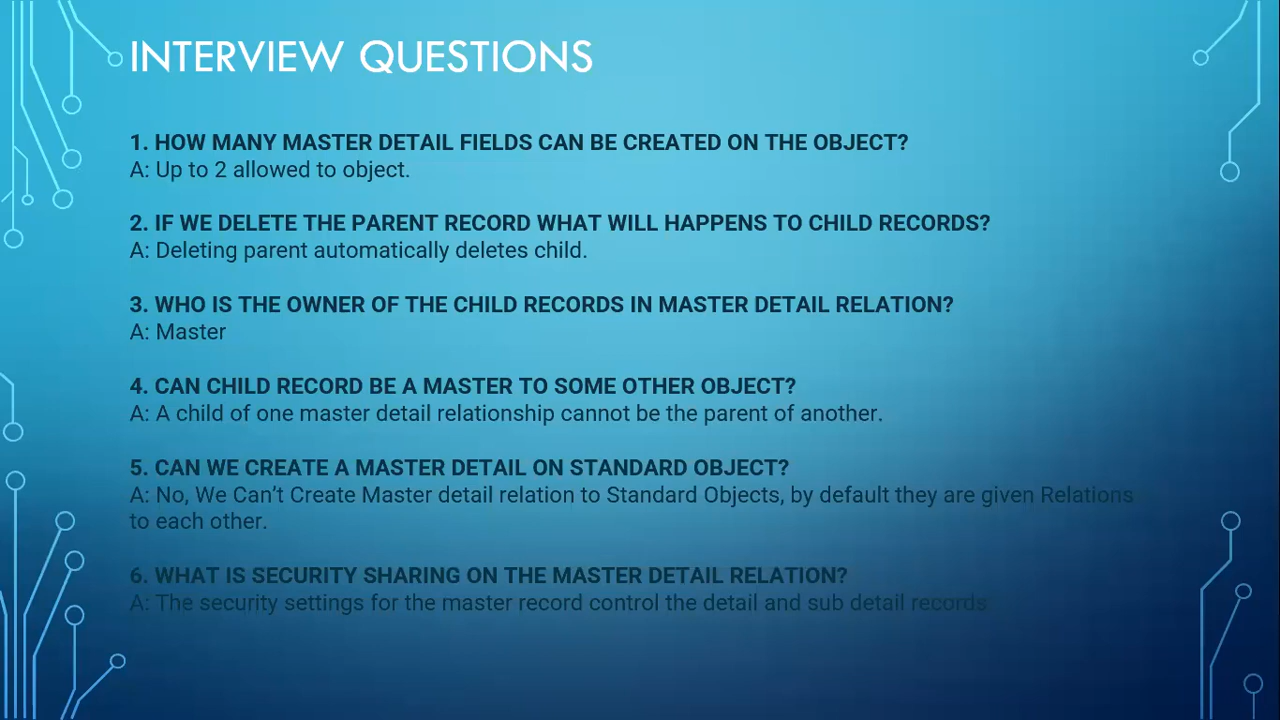 INTERVIEW QUESTIONS
1. HOW MANY MASTER DETAIL FIELDS CAN BE CREATED ON THE OBJECT?
A: Up to 2 allowed to object.
2. IF WE DELETE THE PARENT RECORD WHAT WILL HAPPENS TO CHILD RECORDS?
A: Deleting parent automatically deletes child.
3. WHO IS THE OWNER OF THE CHILD RECORDS IN MASTER DETAIL RELATION?
A: Master
4. CAN CHILD RECORD BE A MASTER TO SOME OTHER OBJECT?
A: A child of one master detail relationship cannot be the parent of another.
5. CAN WE CREATE A MASTER DETAIL ON STANDARD OBJECT?
A: No, We Can’t Create Master detail relation to Standard Objects, by default they are given Relations
to each other.
6. WHAT IS SECURITY SHARING ON THE MASTER DETAIL RELATION?
A: The security settings for the master record control the detail and sub detail records